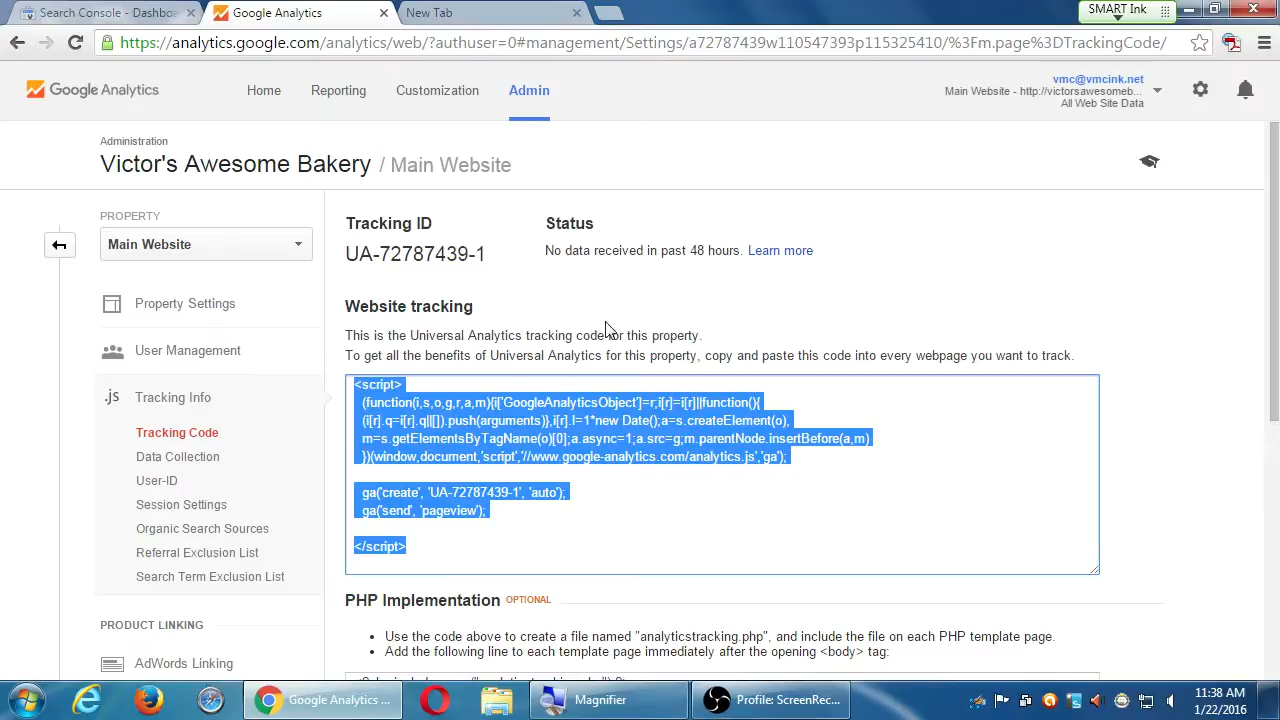 Search Console - Dashboa
Google Analytics
New Tab
SMART Ink
https://analytics.google.com/analytics/web/?authuser=0#management/Settings/a72787439w110547393p115325410/%3Fm.page%3DTrackingCode/
Google Analytics
Home
Reporting
Customization
Admin
vmc@vmcink.net
Main Website - http://victorsawesomeb...
All Web Site Data
Administration
Victor's Awesome Bakery / Main Website
PROPERTY
Main Website
Property Settings
User Management
.js Tracking Info
Tracking Code
Data Collection
User-ID
Session Settings
Organic Search Sources
Referral Exclusion List
Search Term Exclusion List
PRODUCT LINKING
AdWords Linking
Tracking ID
UA-72787439-1
Status
No data received in past 48 hours. Learn more
Website tracking
This is the Universal Analytics tracking code for this property.
To get all the benefits of Universal Analytics for this property, copy and paste this code into every webpage you want to track.
<script>
(function(i,s,o,g,r,a,m){i['GoogleAnalyticsObject']=r;i[r]=i[r]||function(){
(i[r].q=i[r].q||[]).push(arguments)},i[r].l=1*new Date();a=s.createElement(o),
m=s.getElementsByTagName(o)[0];a.async=1;a.src=g;m.parentNode.insertBefore(a,m)
})(window,document,'script','//www.google-analytics.com/analytics.js','ga');
ga('create', 'UA-72787439-1', 'auto');
ga('send', 'pageview');
</script>
PHP Implementation OPTIONAL
• Use the code above to create a file named "analyticstracking.php", and include the file on each PHP template page.
• Add the following line to each template page immediately after the opening <body> tag:
Google Analytics ...
Magnifier
Profile: ScreenRec...
11:38 AM
1/22/2016